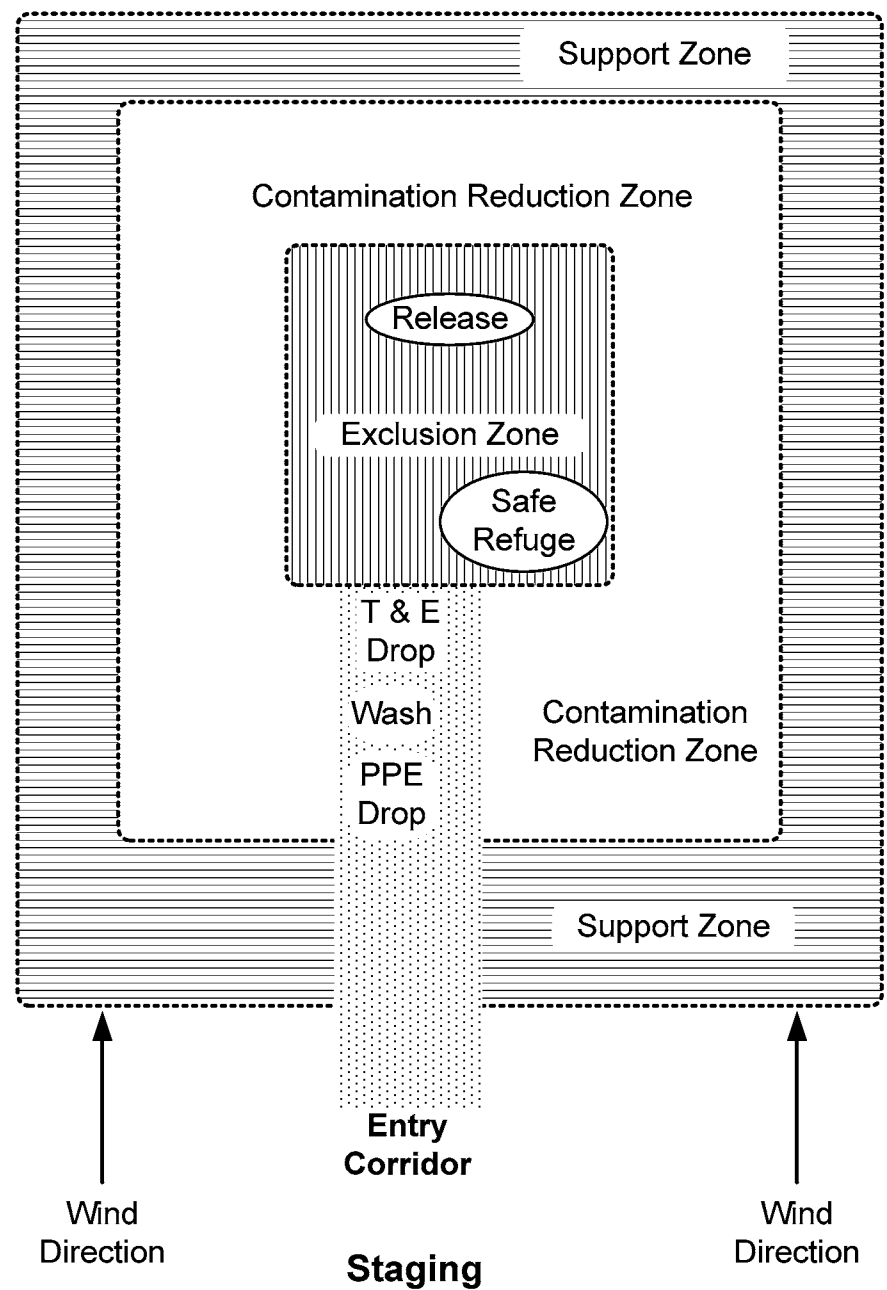 Support Zone
Contamination Reduction Zone
Release
Exclusion Zone
Safe
Refuge
T & E
Drop
Wash
PPE
Drop
Contamination
Reduction Zone
Support Zone
Entry
Corridor
Wind
Direction
Wind
Direction
Staging